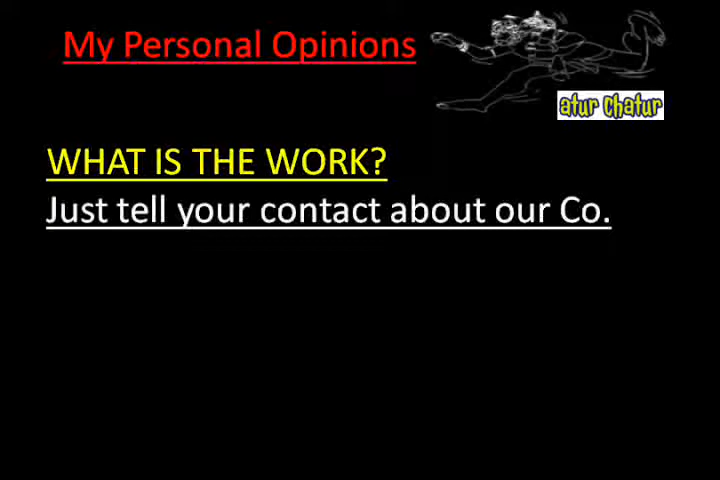 My Personal Opinions
atur Chatur
WHAT IS THE WORK?
Just tell your contact about our Co.